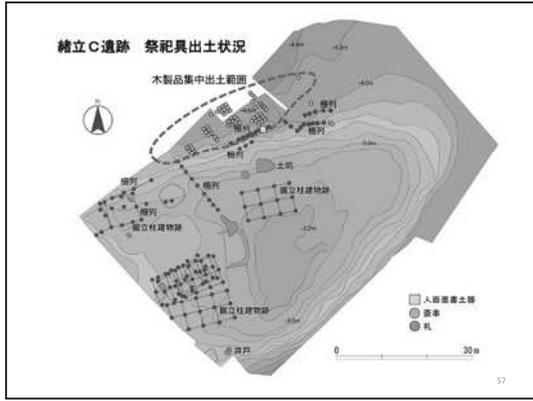 緒立C遺跡 祭祀具出土状況
木製品集中出土範囲
N
柵列
柵列
柵列
土坑
柵列
柵列
掘立柱建物跡
柵列
掘立柱建物跡
掘立柱建物跡
井戸
人面墨書土器
斎串
札
0
30m
57